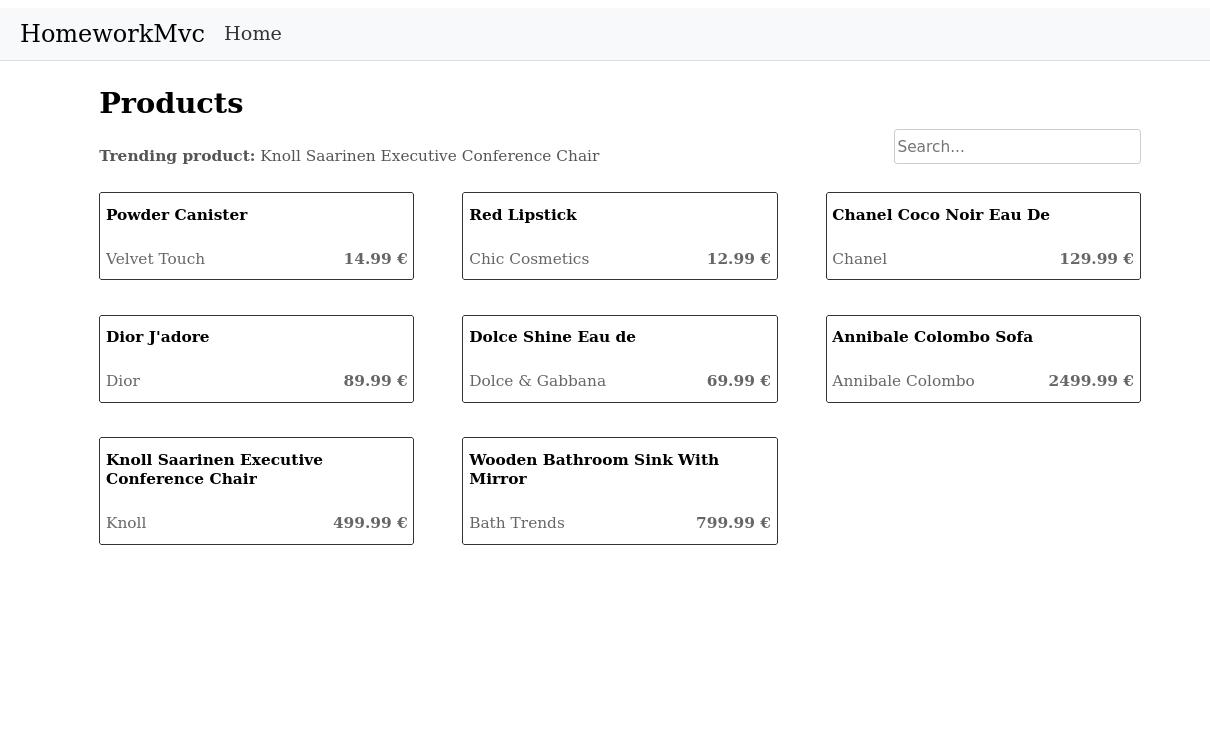 HomeworkMvc Home
Products
Trending product: Knoll Saarinen Executive Conference Chair
Search...
Powder Canister
Velvet Touch 14.99 €
Red Lipstick
Chic Cosmetics 12.99 €
Chanel Coco Noir Eau De
Chanel 129.99 €
Dior J'adore
Dior 89.99 €
Dolce Shine Eau de
Dolce & Gabbana 69.99 €
Annibale Colombo Sofa
Annibale Colombo 2499.99 €
Knoll Saarinen Executive
Conference Chair
Knoll 499.99 €
Wooden Bathroom Sink With
Mirror
Bath Trends 799.99 €